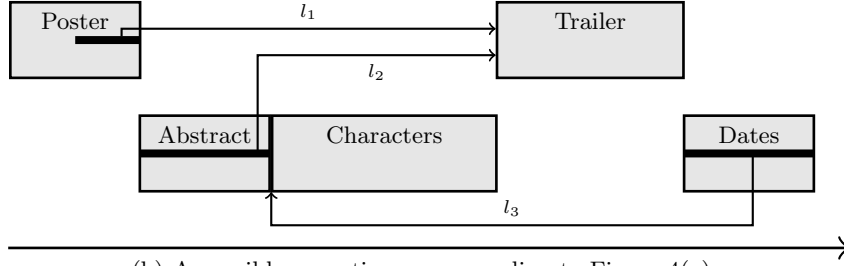 Poster
Trailer
l1
l2
Abstract
Characters
Dates
l3